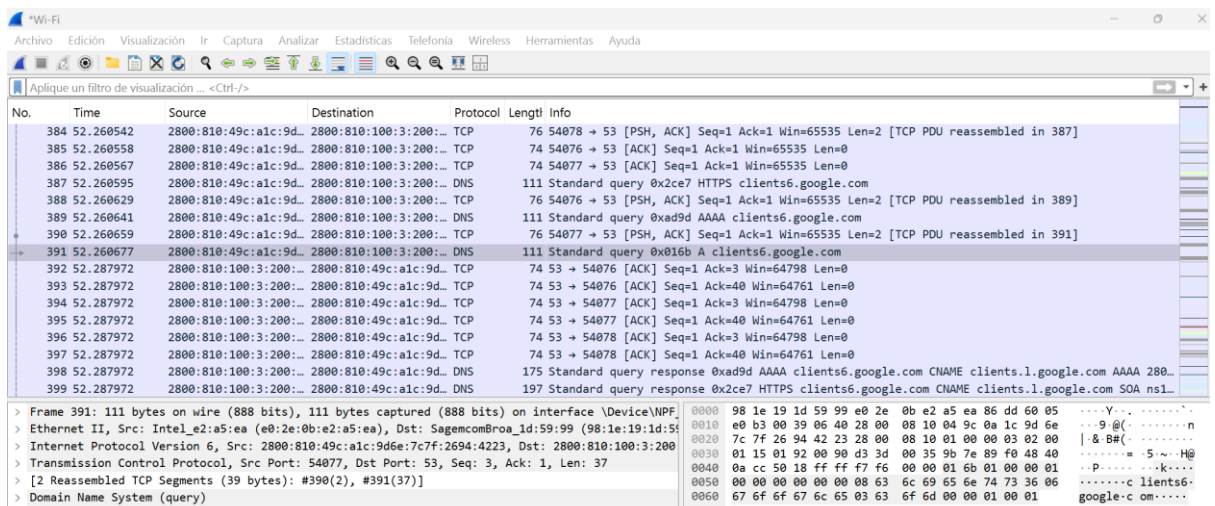 *Wi-Fi
Archivo Edición Visualización Ir Captura Analizar Estadísticas Telefonía Wireless Herramientas Ayuda
Aplique un filtro de visualización ... <Ctrl-/>
No. Time Source Destination Protocol Length Info
384 52.260542 2800:810:49c:a1c:9d… 2800:810:100:3:200:… TCP 76 54078 → 53 [PSH, ACK] Seq=1 Ack=1 Win=65535 Len=2 [TCP PDU reassembled in 387]
385 52.260558 2800:810:49c:a1c:9d… 2800:810:100:3:200:… TCP 74 54076 → 53 [ACK] Seq=1 Ack=1 Win=65535 Len=0
386 52.260567 2800:810:49c:a1c:9d… 2800:810:100:3:200:… TCP 74 54077 → 53 [ACK] Seq=1 Ack=1 Win=65535 Len=0
387 52.260595 2800:810:49c:a1c:9d… 2800:810:100:3:200:… DNS 111 Standard query 0x2ce7 HTTPS clients6.google.com
388 52.260629 2800:810:49c:a1c:9d… 2800:810:100:3:200:… TCP 76 54076 → 53 [PSH, ACK] Seq=1 Ack=1 Win=65535 Len=2 [TCP PDU reassembled in 389]
389 52.260641 2800:810:49c:a1c:9d… 2800:810:100:3:200:… DNS 111 Standard query 0xad9d AAAA clients6.google.com
390 52.260659 2800:810:49c:a1c:9d… 2800:810:100:3:200:… TCP 76 54077 → 53 [PSH, ACK] Seq=1 Ack=1 Win=65535 Len=2 [TCP PDU reassembled in 391]
391 52.260677 2800:810:49c:a1c:9d… 2800:810:100:3:200:… DNS 111 Standard query 0x016b A clients6.google.com
392 52.287972 2800:810:100:3:200:… 2800:810:49c:a1c:9d… TCP 74 53 → 54076 [ACK] Seq=1 Ack=3 Win=64798 Len=0
393 52.287972 2800:810:100:3:200:… 2800:810:49c:a1c:9d… TCP 74 53 → 54076 [ACK] Seq=1 Ack=40 Win=64761 Len=0
394 52.287972 2800:810:100:3:200:… 2800:810:49c:a1c:9d… TCP 74 53 → 54077 [ACK] Seq=1 Ack=3 Win=64798 Len=0
395 52.287972 2800:810:100:3:200:… 2800:810:49c:a1c:9d… TCP 74 53 → 54077 [ACK] Seq=1 Ack=40 Win=64761 Len=0
396 52.287972 2800:810:100:3:200:… 2800:810:49c:a1c:9d… TCP 74 53 → 54078 [ACK] Seq=1 Ack=3 Win=64798 Len=0
397 52.287972 2800:810:100:3:200:… 2800:810:49c:a1c:9d… TCP 74 53 → 54078 [ACK] Seq=1 Ack=40 Win=64761 Len=0
398 52.287972 2800:810:100:3:200:… 2800:810:49c:a1c:9d… DNS 175 Standard query response 0xad9d AAAA clients6.google.com CNAME clients.l.google.com AAAA 280…
399 52.287972 2800:810:100:3:200:… 2800:810:49c:a1c:9d… DNS 197 Standard query response 0x2ce7 HTTPS clients6.google.com CNAME clients.l.google.com SOA ns1…
> Frame 391: 111 bytes on wire (888 bits), 111 bytes captured (888 bits) on interface \Device\NPF_
> Ethernet II, Src: Intel_e2:a5:ea (e0:2e:0b:e2:a5:ea), Dst: SagemcomBroa_1d:59:99 (98:1e:19:1d:59
> Internet Protocol Version 6, Src: 2800:810:49c:a1c:9d6e:7c7f:2694:4223, Dst: 2800:810:100:3:200
> Transmission Control Protocol, Src Port: 54077, Dst Port: 53, Seq: 3, Ack: 1, Len: 37
> [2 Reassembled TCP Segments (39 bytes): #390(2), #391(37)]
> Domain Name System (query)
0000 98 1e 19 1d 59 99 e0 2e 0b e2 a5 ea 86 dd 60 05 ····Y··. ······`·
0010 e0 b3 00 39 06 40 28 00 08 10 04 9c 0a 1c 9d 6e ···9·@(· ·······n
0020 7c 7f 26 94 42 23 28 00 08 10 01 00 00 03 02 00 |·&·B#(· ········
0030 01 15 01 92 00 90 d3 3d 00 35 9b 7e 89 f0 48 40 ·······= ·5·~··H@
0040 0a cc 50 18 ff ff f7 f6 00 00 01 6b 01 00 00 01 ··P····· ···k····
0050 00 00 00 00 00 00 08 63 6c 69 65 6e 74 73 36 06 ·······c lients6·
0060 67 6f 6f 67 6c 65 03 63 6f 6d 00 00 01 00 01 google·c om·····